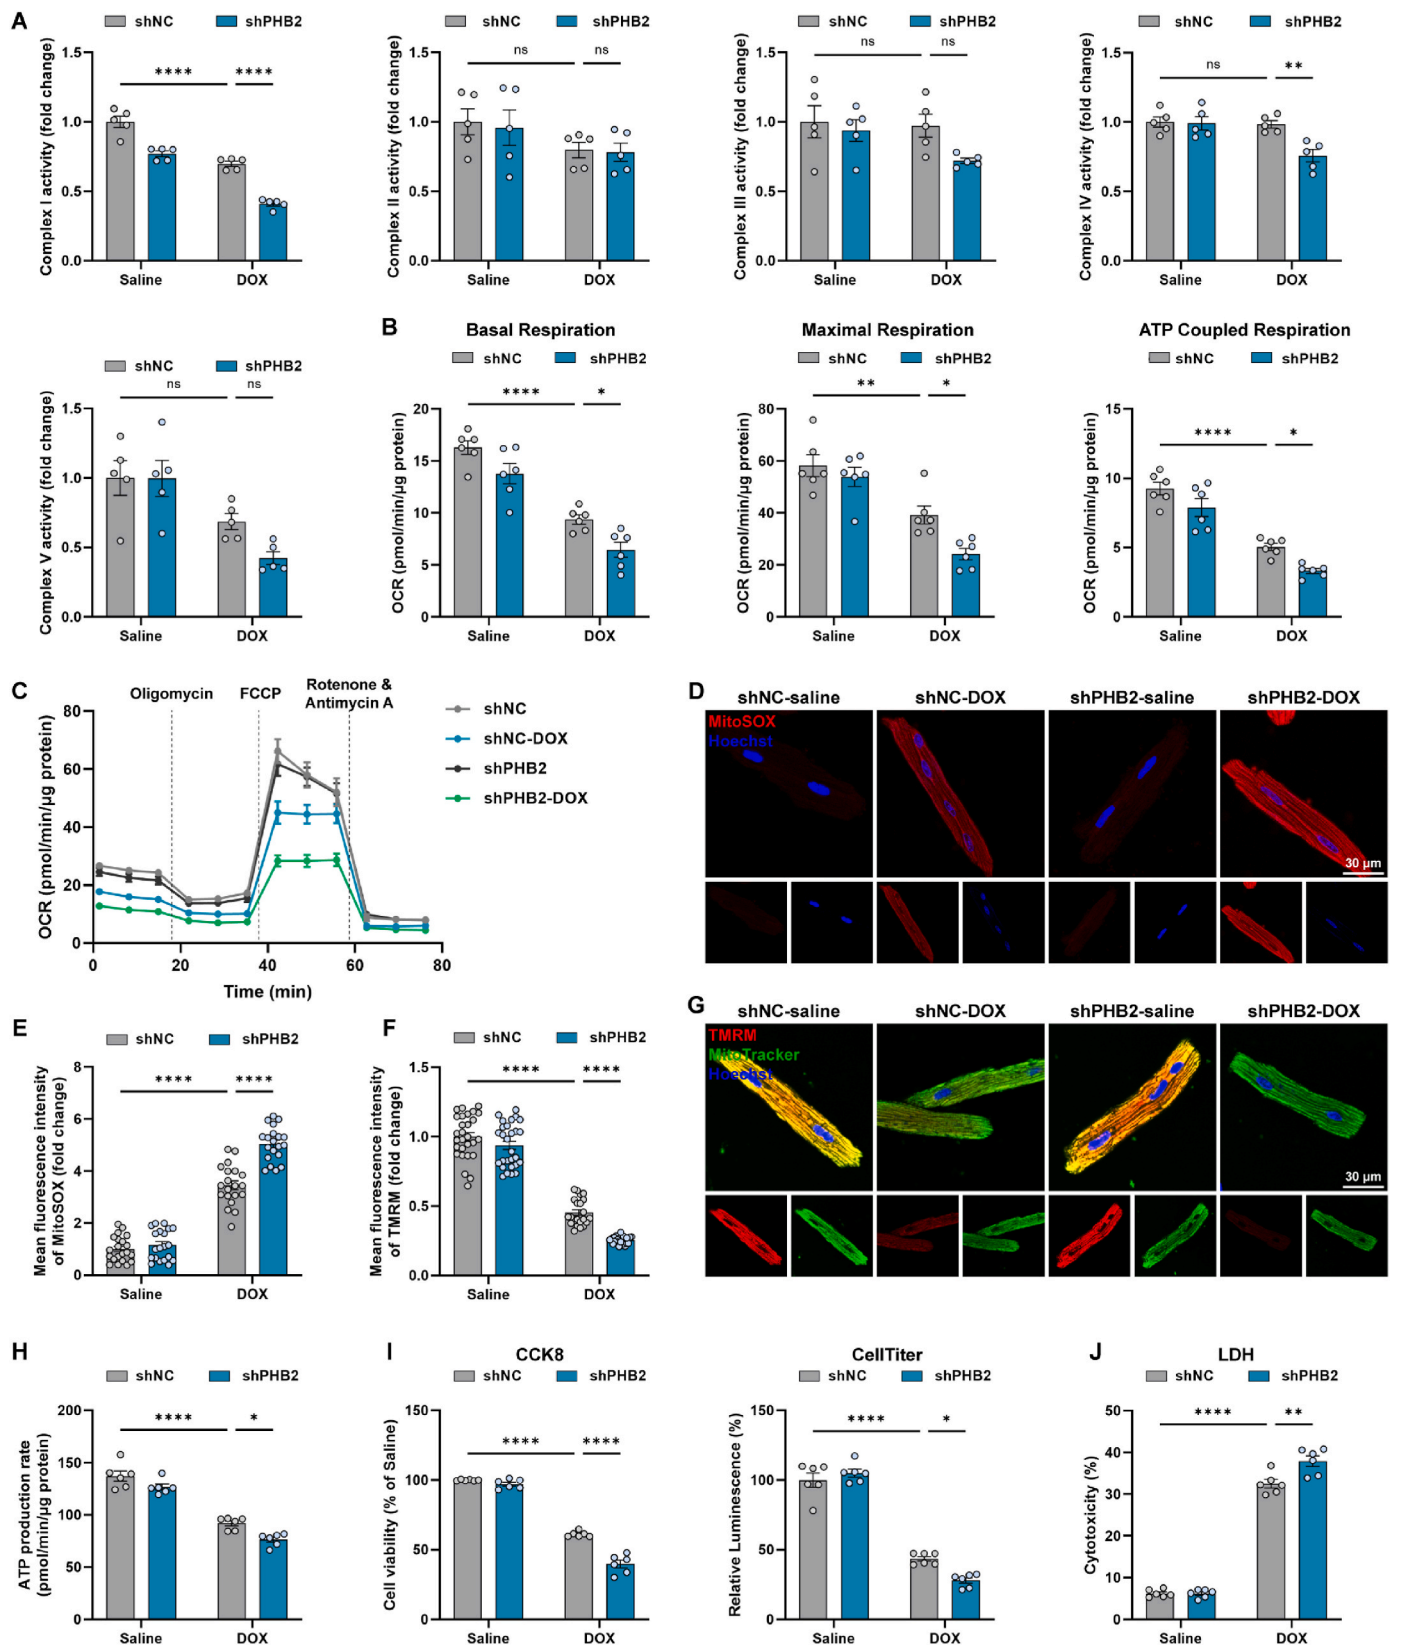 A
shNC shPHB2
Complex I activity (fold change)
1.5
1.0
0.5
0.0
**** ****
Saline DOX
shNC shPHB2
Complex II activity (fold change)
1.5
1.0
0.5
0.0
ns ns
Saline DOX
shNC shPHB2
Complex III activity (fold change)
1.5
1.0
0.5
0.0
ns ns
Saline DOX
shNC shPHB2
Complex IV activity (fold change)
1.5
1.0
0.5
0.0
ns **
Saline DOX
shNC shPHB2
Complex V activity (fold change)
1.5
1.0
0.5
0.0
ns ns
Saline DOX
B
Basal Respiration
shNC shPHB2
OCR (pmol/min/µg protein)
20
15
10
5
0
**** *
Saline DOX
Maximal Respiration
shNC shPHB2
OCR (pmol/min/µg protein)
80
60
40
20
0
** *
Saline DOX
ATP Coupled Respiration
shNC shPHB2
OCR (pmol/min/µg protein)
15
10
5
0
**** *
Saline DOX
C
Oligomycin FCCP Rotenone &
Antimycin A
OCR (pmol/min/µg protein)
80
60
40
20
0
0 20 40 60 80
Time (min)
shNC
shNC-DOX
shPHB2
shPHB2-DOX
D
shNC-saline shNC-DOX shPHB2-saline shPHB2-DOX
MitoSOX
Hoechst
30 µm
E
shNC shPHB2
Mean fluorescence intensity
of MitoSOX (fold change)
8
6
4
2
0
**** ****
Saline DOX
F
shNC shPHB2
Mean fluorescence intensity
of TMRM (fold change)
1.5
1.0
0.5
0.0
**** ****
Saline DOX
G
shNC-saline shNC-DOX shPHB2-saline shPHB2-DOX
TMRM
MitoTracker
Hoechst
30 µm
H
shNC shPHB2
ATP production rate
(pmol/min/µg protein)
200
150
100
50
0
**** *
Saline DOX
I
CCK8
shNC shPHB2
Cell viability (% of Saline)
150
100
50
0
**** ****
Saline DOX
CellTiter
shNC shPHB2
Relative Luminescence (%)
150
100
50
0
**** *
Saline DOX
J
LDH
shNC shPHB2
Cytotoxicity (%)
50
40
30
20
10
0
**** **
Saline DOX